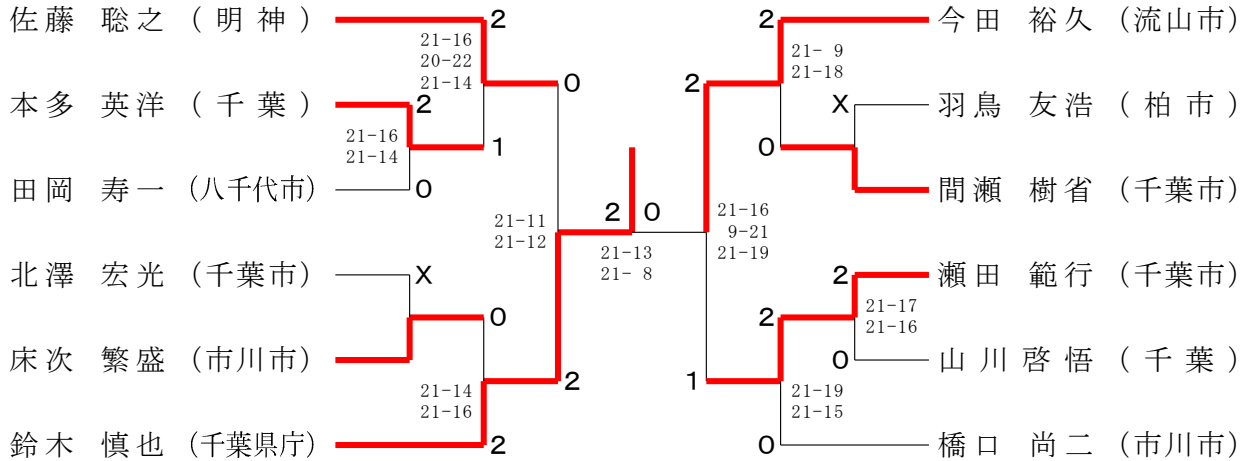 佐藤 聡之 (明神)
2
2
今田 裕久 (流山市)
21-16
20-22
21-14
21- 9
21-18
0
2
本多 英洋 (千葉)
2
X
羽鳥 友浩 (柏市)
21-16
21-14
1
0
田岡 寿一 (八千代市)
0
間瀬 樹省 (千葉市)
21-11
21-12
2 0
21-13
21- 8
21-16
9-21
21-19
北澤 宏光 (千葉市)
X
2
瀬田 範行 (千葉市)
0
2
21-17
21-16
床次 繁盛 (市川市)
0
山川啓悟 (千葉)
21-14
21-16
2
1
21-19
21-15
鈴木 慎也 (千葉県庁)
2
0
橋口 尚二 (市川市)